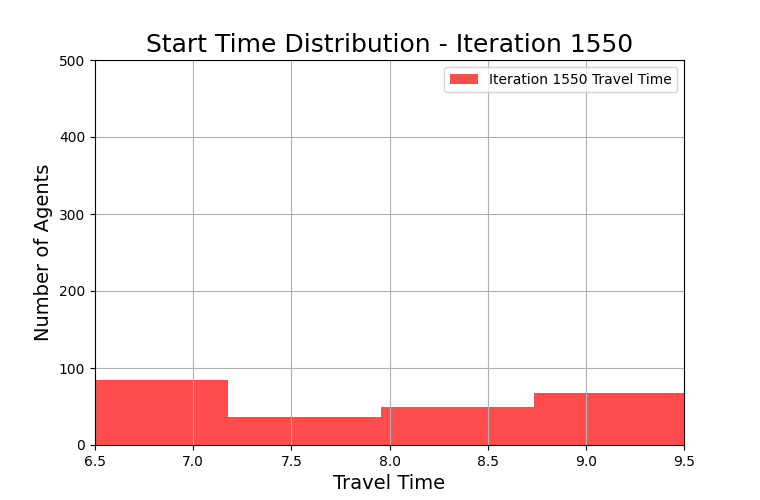 Start Time Distribution - Iteration 1550
Iteration 1550 Travel Time
Number of Agents
500
400
300
200
100
0
6.5 7.0 7.5 8.0 8.5 9.0 9.5
Travel Time